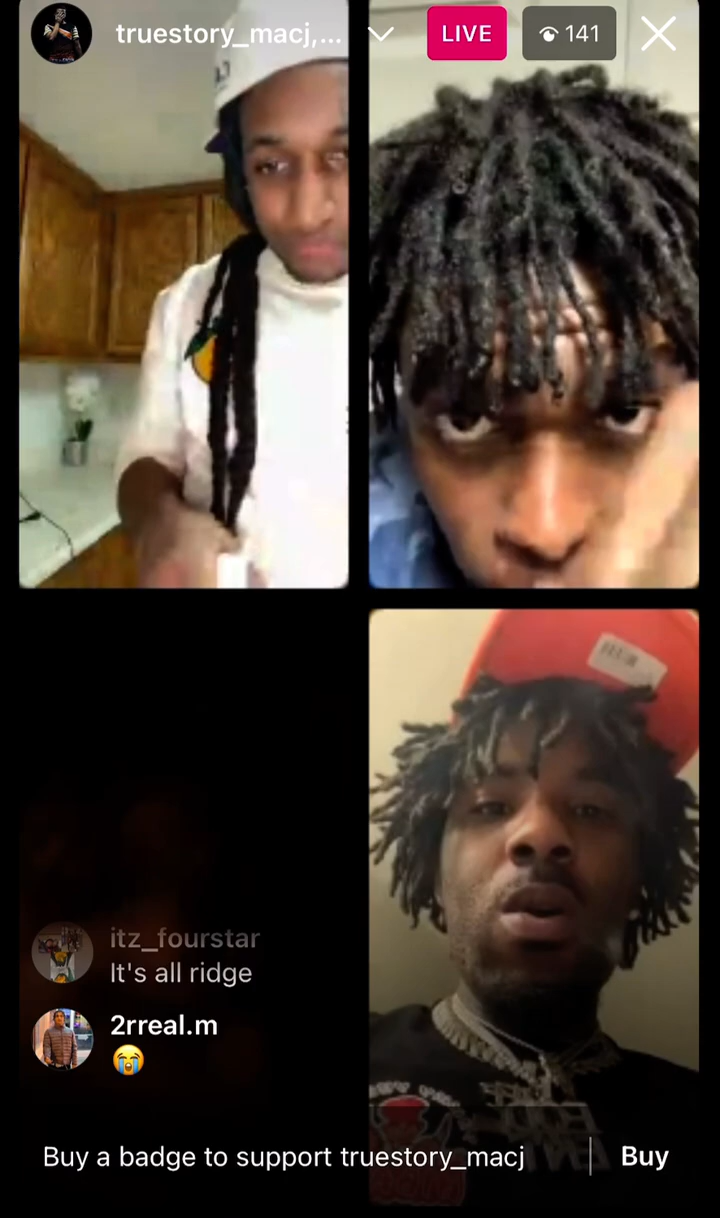 truestory_macj,...
LIVE
141
itz_fourstar
It's all ridge
2rreal.m
😭
Buy a badge to support truestory_macj
Buy